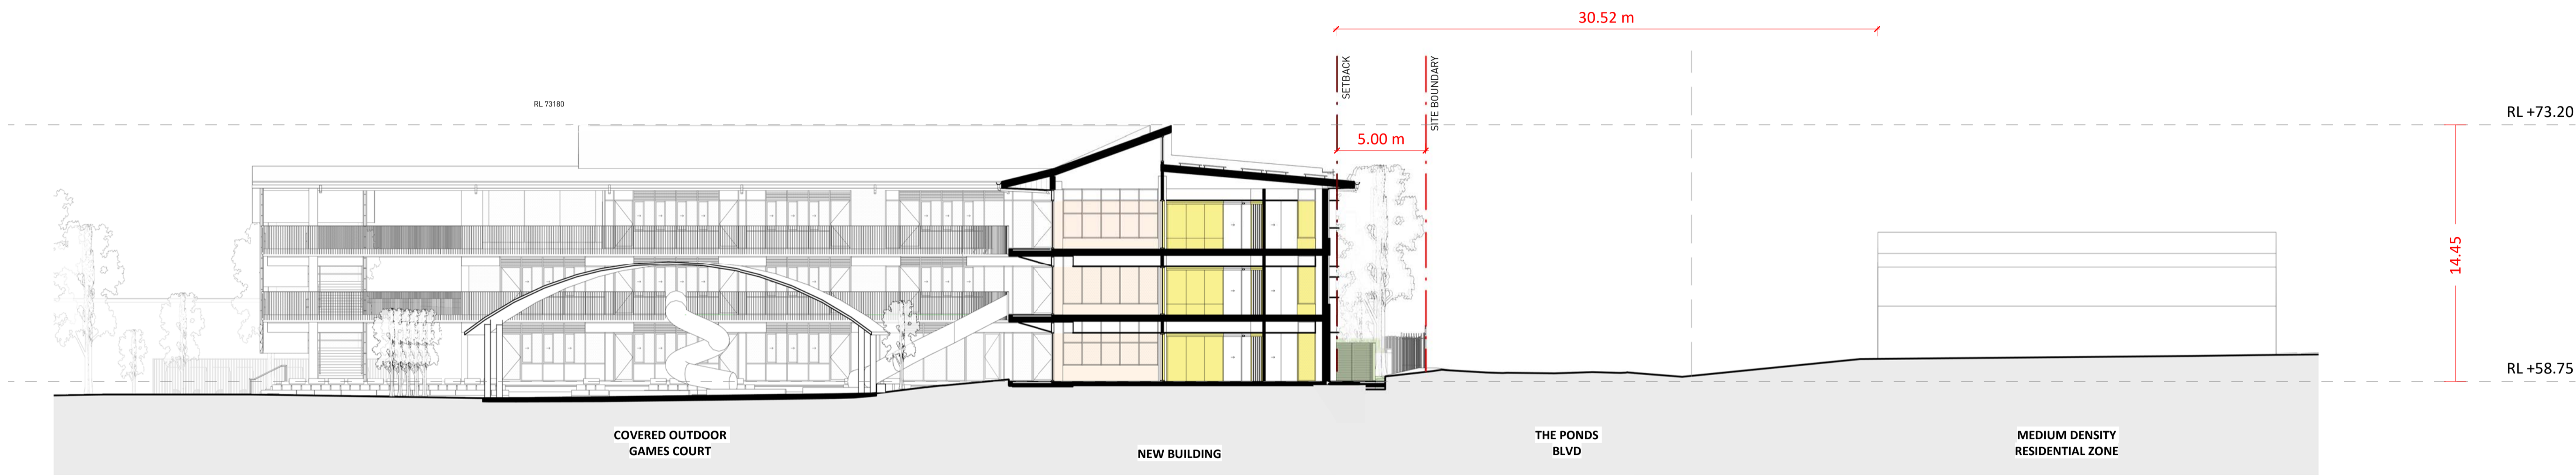 30.52 m
SETBACK
SITE BOUNDARY
RL 73180
RL +73.20
5.00 m
14.45
RL +58.75
COVERED OUTDOOR
GAMES COURT
NEW BUILDING
THE PONDS
BLVD
MEDIUM DENSITY
RESIDENTIAL ZONE